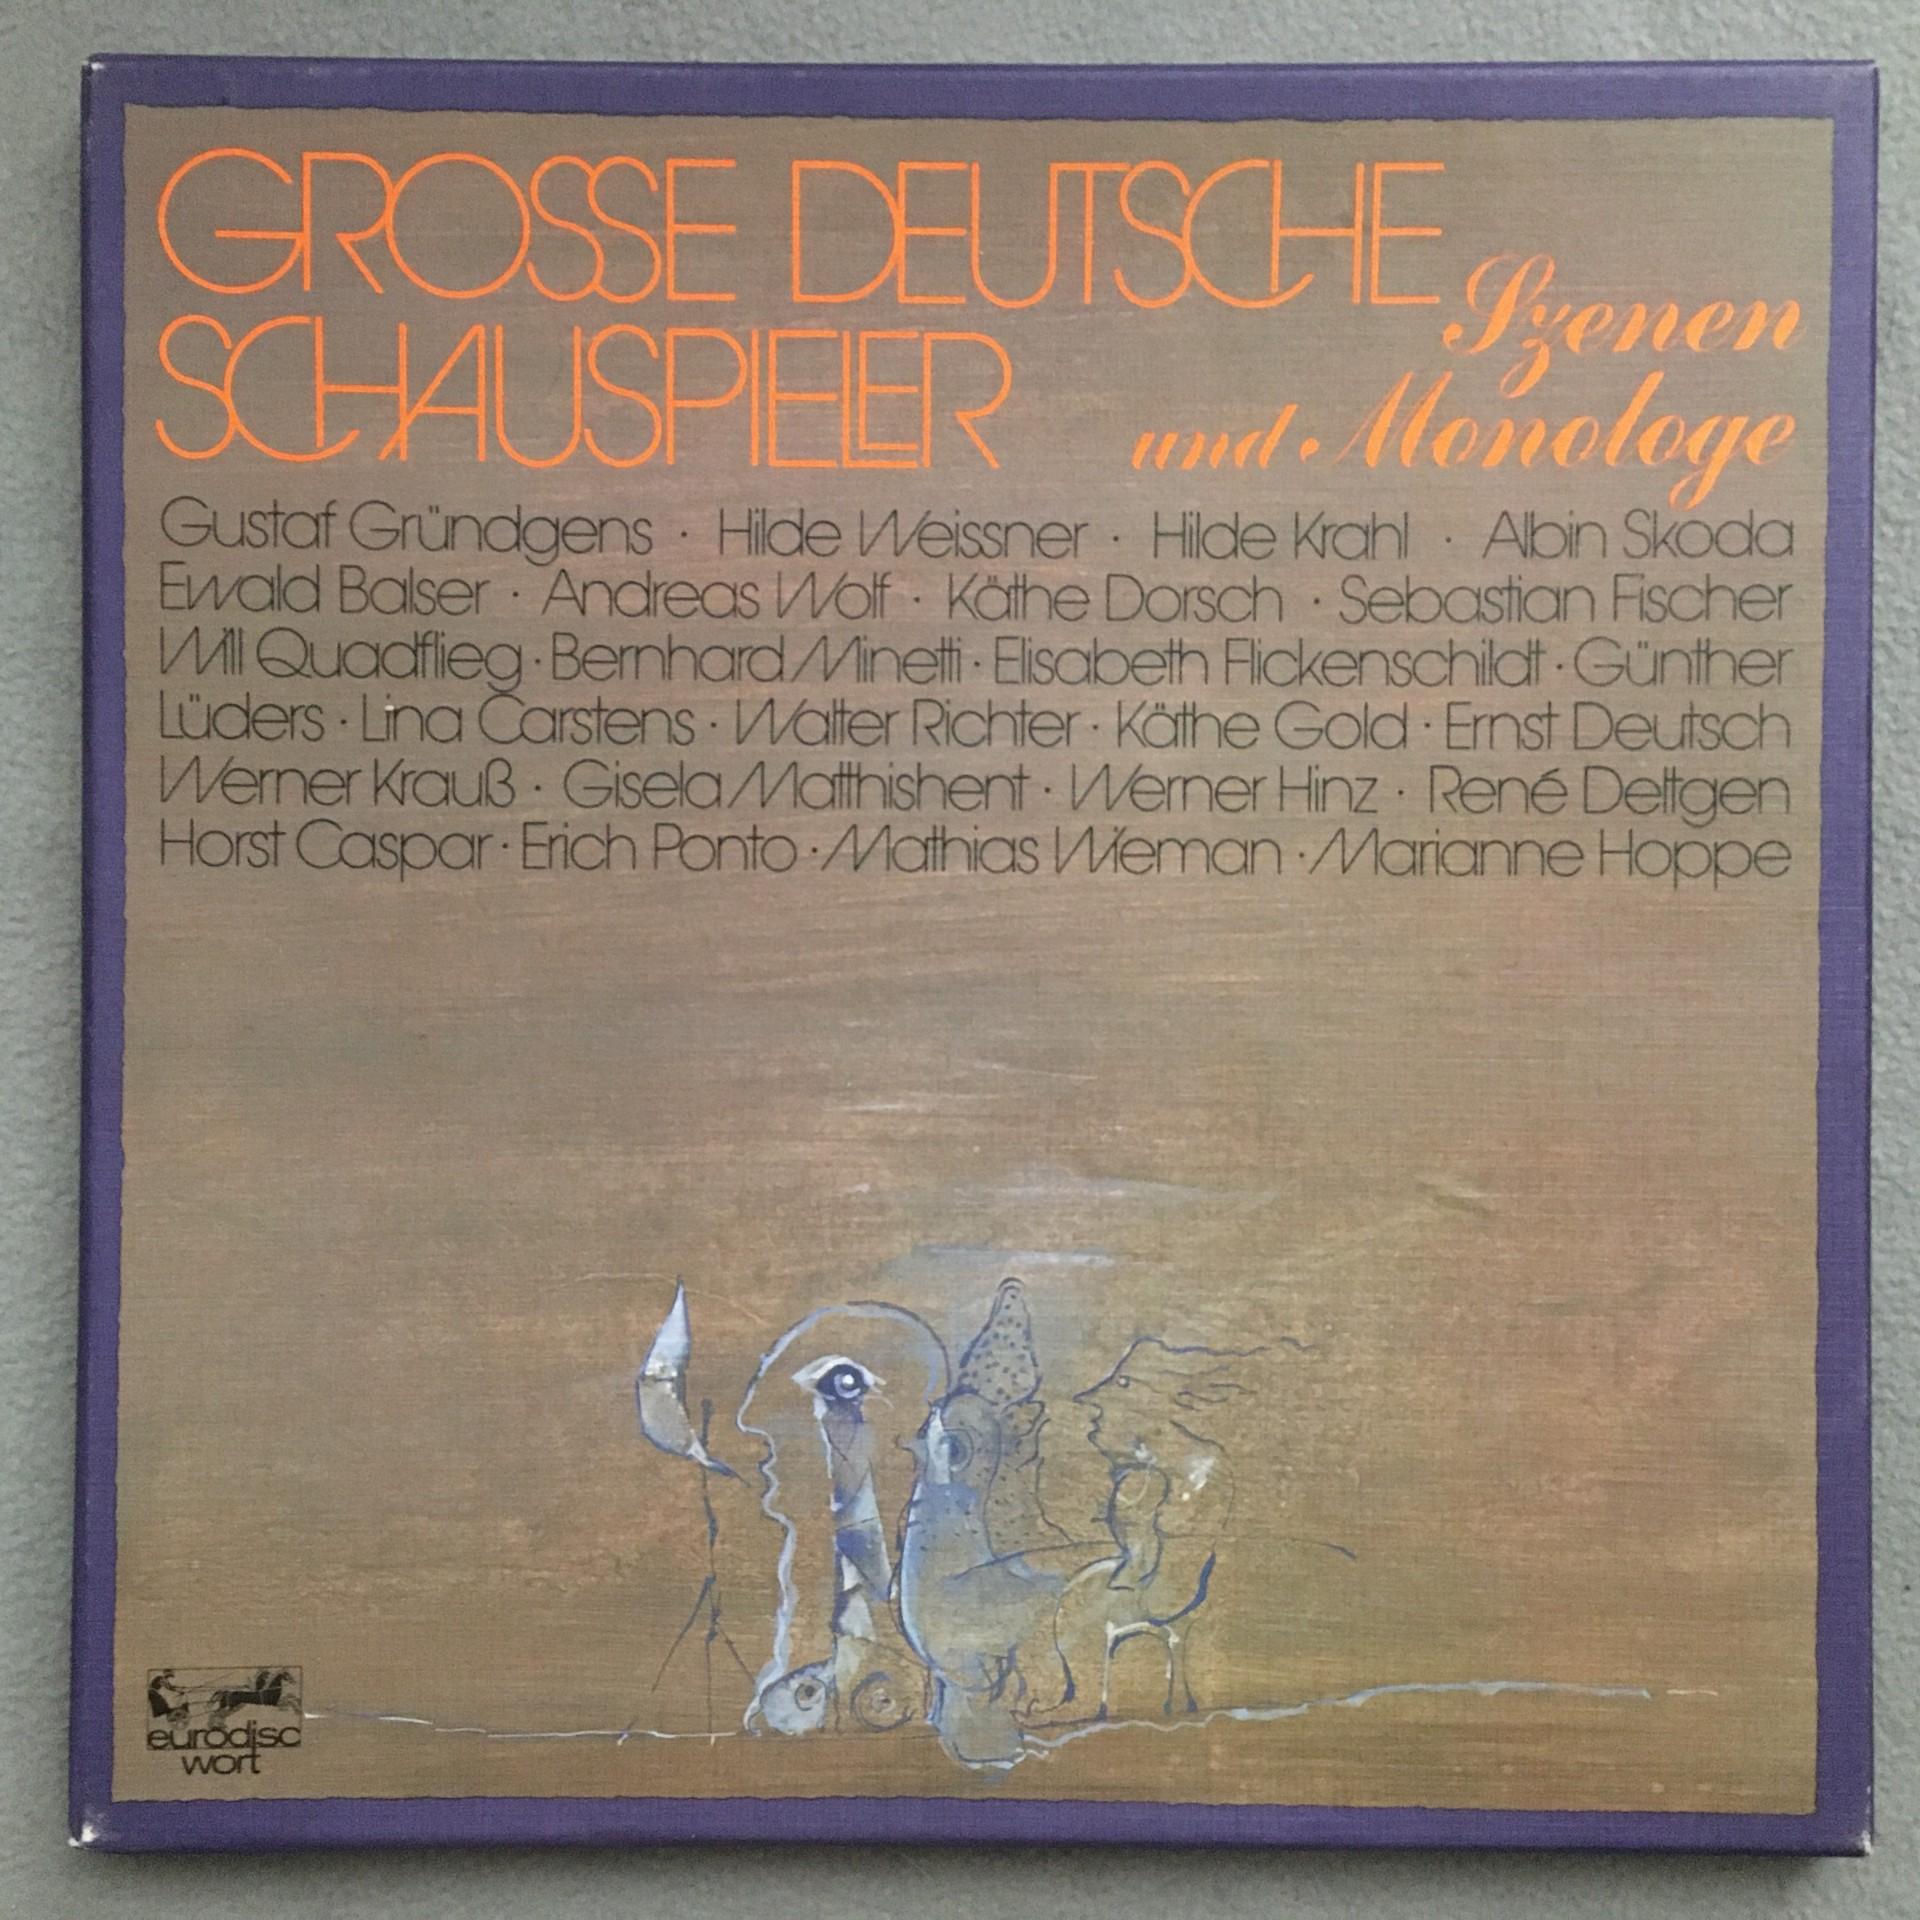 GROSSE DEUTSCHE
SCHAUSPIELER
Szenen
und Monologe
Gustaf Gründgens · Hilde Weissner · Hilde Krahl · Albin Skoda
Ewald Balser · Andreas Wolf · Käthe Dorsch · Sebastian Fischer
Will Quadflieg · Bernhard Minetti · Elisabeth Flickenschildt · Günther
Lüders · Lina Carstens · Walter Richter · Käthe Gold · Ernst Deutsch
Werner Krauß · Gisela Matthishent · Werner Hinz · René Deltgen
Horst Caspar · Erich Ponto · Mathias Wieman · Marianne Hoppe
eurodisc
wort